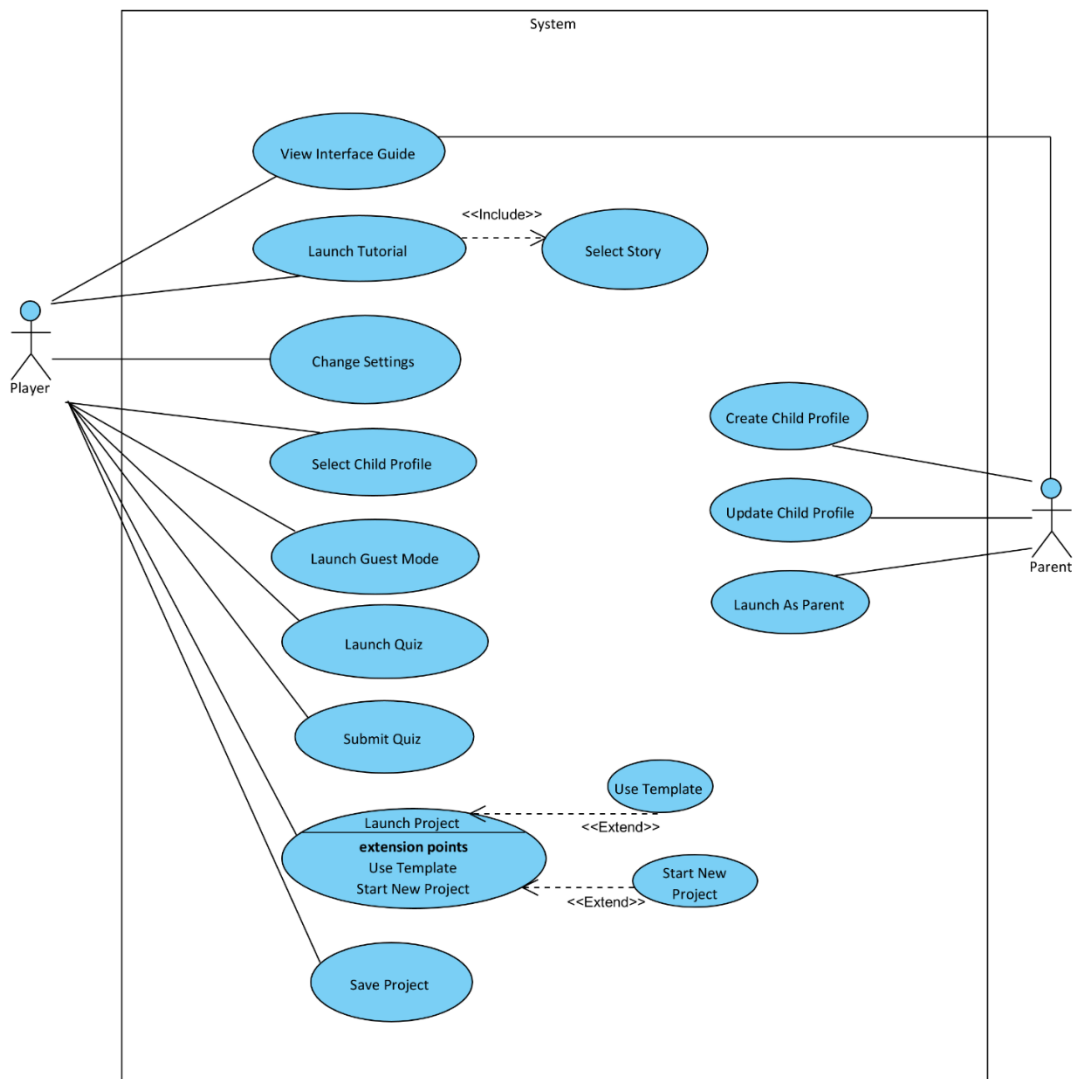 System
View Interface Guide
<<Include>>
Launch Tutorial
Select Story
Change Settings
Player
Create Child Profile
Select Child Profile
Update Child Profile
Launch Guest Mode
Parent
Launch As Parent
Launch Quiz
Submit Quiz
Use Template
Launch Project
<<Extend>>
extension points
Use Template
Start New Project
Start New
Project
<<Extend>>
Save Project